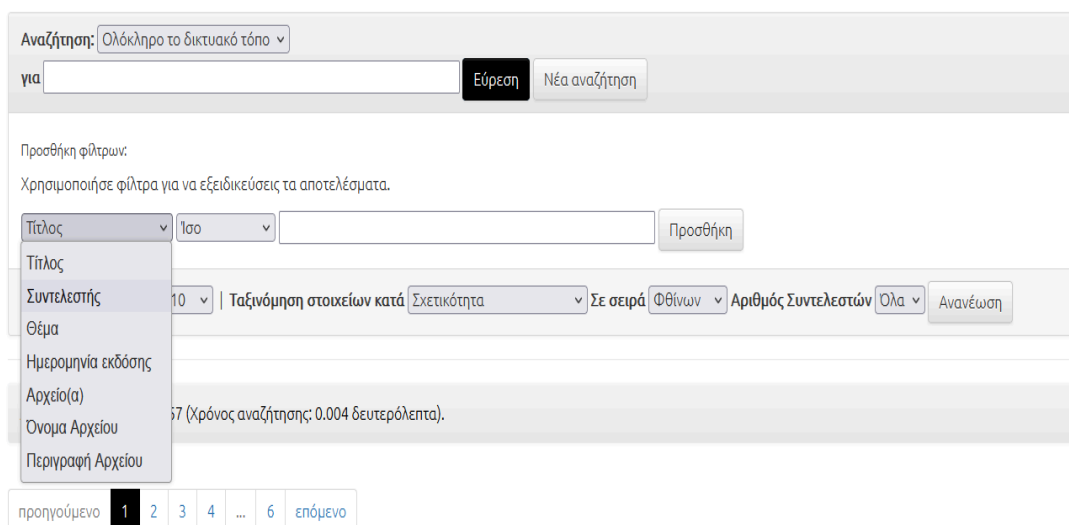 Αναζήτηση: Ολόκληρο το δικτυακό τόπο
για Εύρεση Νέα αναζήτηση
Προσθήκη φίλτρων:
Χρησιμοποιήσε φίλτρα για να εξειδικεύσεις τα αποτελέσματα.
Τίτλος Ίσο Προσθήκη
Τίτλος
Συντελεστής
Θέμα
Ημερομηνία εκδόσης
Αρχείο(α)
Όνομα Αρχείου
Περιγραφή Αρχείου
10 | Ταξινόμηση στοιχείων κατά Σχετικότητα Σε σειρά Φθίνων Αριθμός Συντελεστών Όλα Ανανέωση
57 (Χρόνος αναζήτησης: 0.004 δευτερόλεπτα).
προηγούμενο 1 2 3 4 ... 6 επόμενο